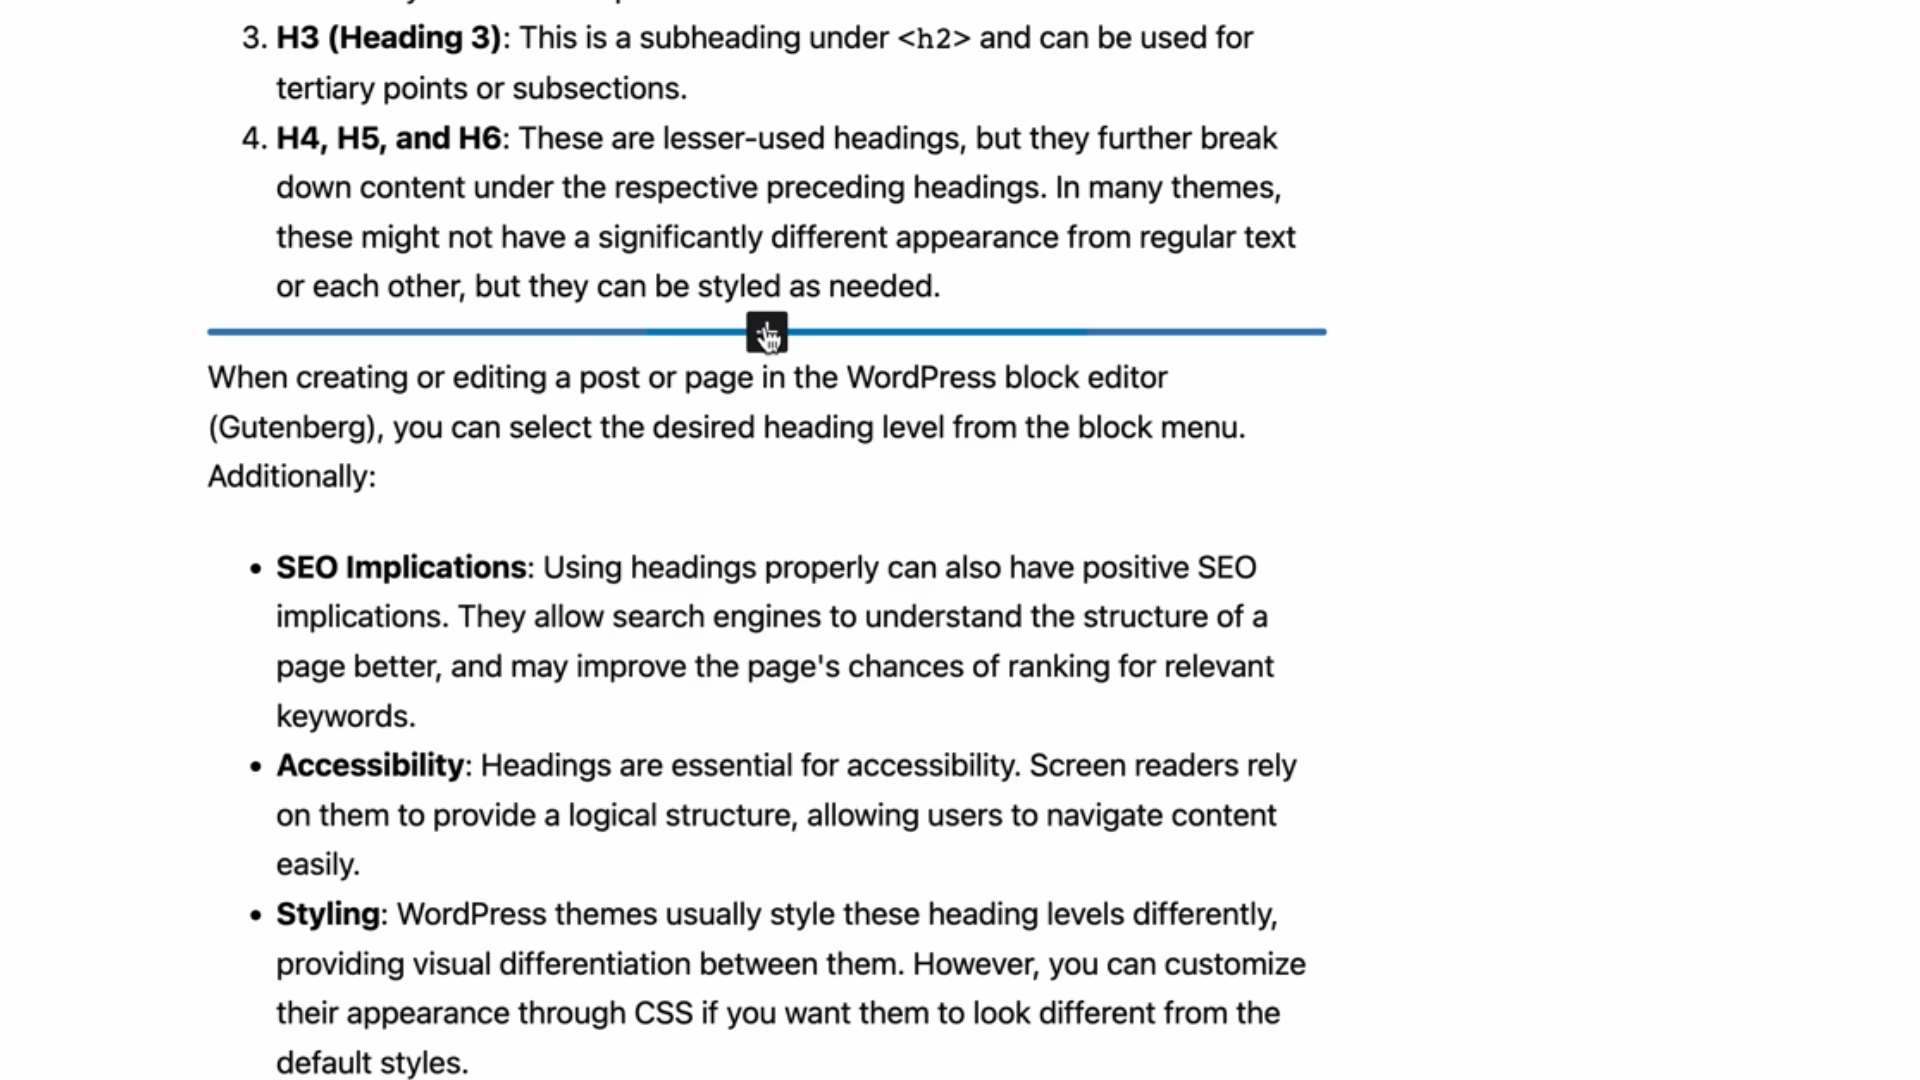 3. H3 (Heading 3): This is a subheading under <h2> and can be used for
tertiary points or subsections.
4. H4, H5, and H6: These are lesser-used headings, but they further break
down content under the respective preceding headings. In many themes,
these might not have a significantly different appearance from regular text
or each other, but they can be styled as needed.
When creating or editing a post or page in the WordPress block editor
(Gutenberg), you can select the desired heading level from the block menu.
Additionally:
• SEO Implications: Using headings properly can also have positive SEO
implications. They allow search engines to understand the structure of a
page better, and may improve the page's chances of ranking for relevant
keywords.
• Accessibility: Headings are essential for accessibility. Screen readers rely
on them to provide a logical structure, allowing users to navigate content
easily.
• Styling: WordPress themes usually style these heading levels differently,
providing visual differentiation between them. However, you can customize
their appearance through CSS if you want them to look different from the
default styles.